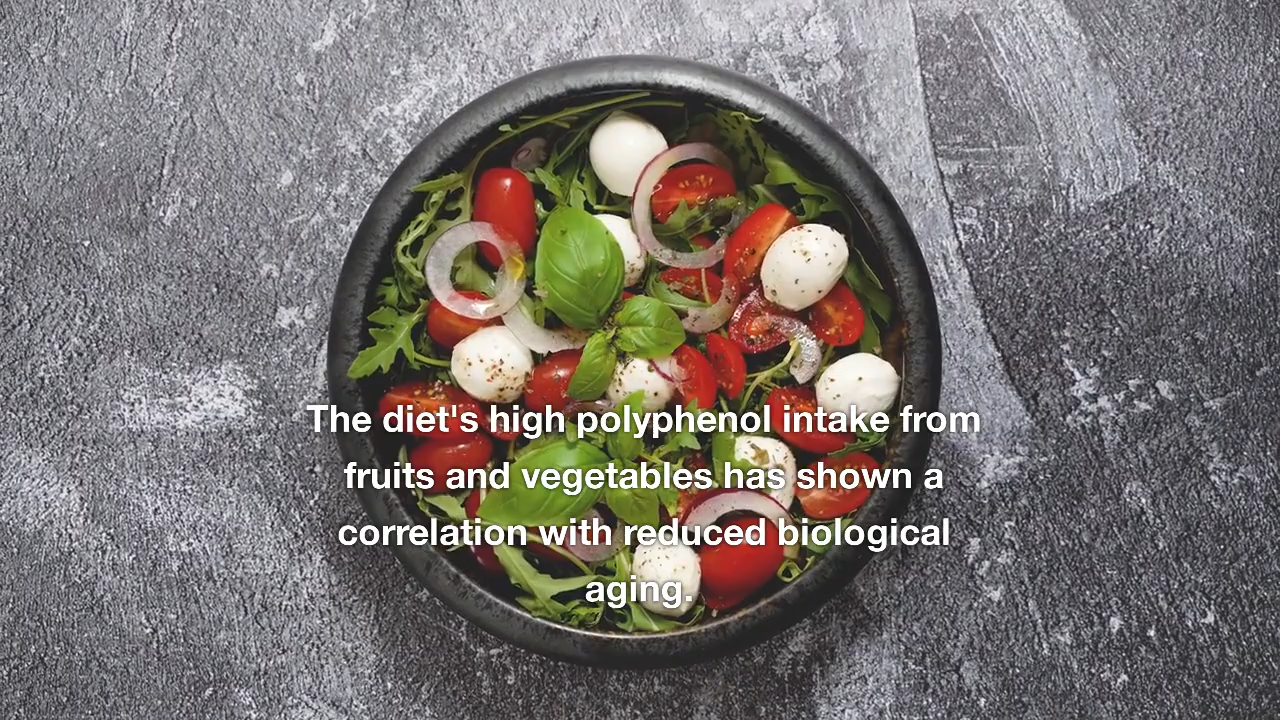 The diet's high polyphenol intake from
fruits and vegetables has shown a
correlation with reduced biological
aging.